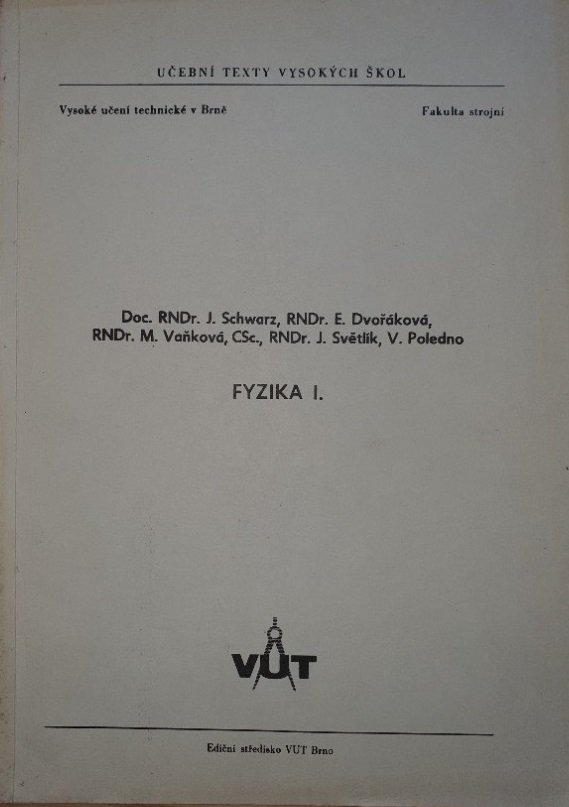 UČEBNÍ TEXTY VYSOKÝCH ŠKOL
Vysoké učení technické v Brně Fakulta strojní
Doc. RNDr. J. Schwarz, RNDr. E. Dvořáková,
RNDr. M. Vaňková, CSc., RNDr. J. Světlík, V. Poledno
FYZIKA I.
VUT
Ediční středisko VUT Brno